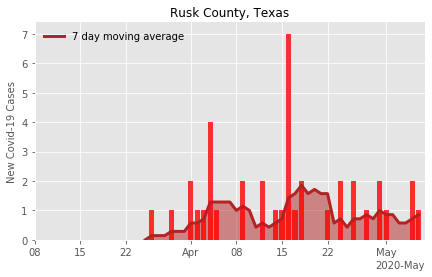 Rusk County, Texas
7 day moving average
New Covid-19 Cases
7
6
5
4
3
2
1
0
08 15 22 Apr 08 15 22 May
2020-May